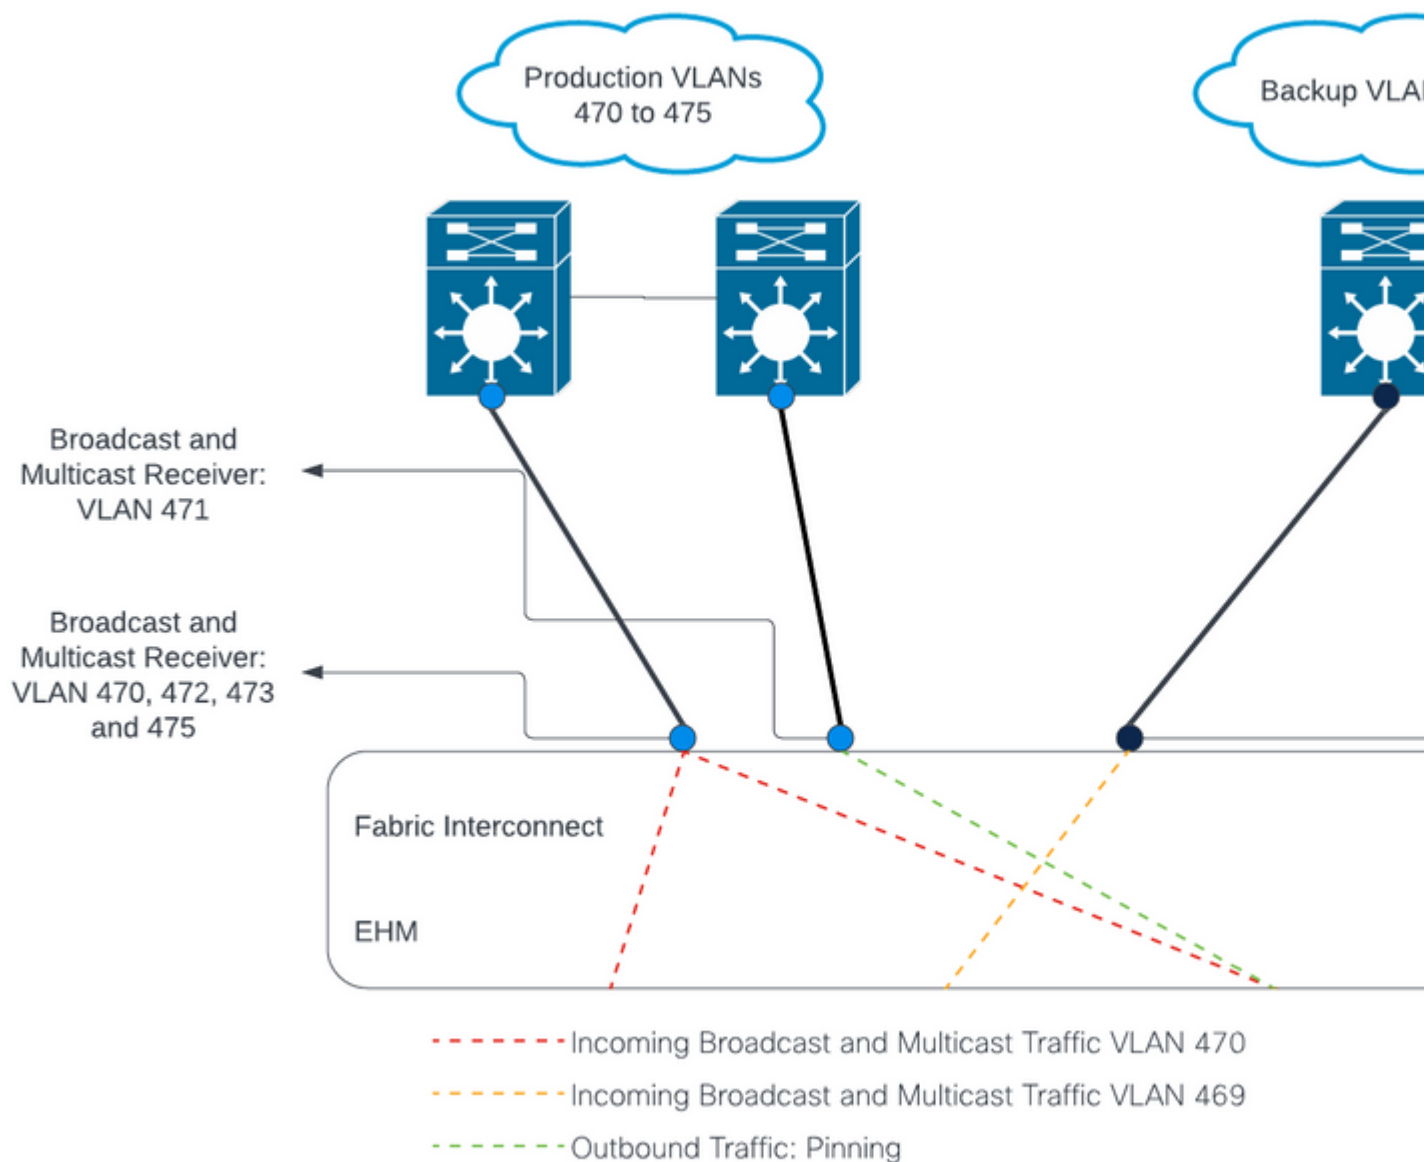 Production VLANs
470 to 475
Backup
Broadcast and
Multicast Receiver:
VLAN 471
Broadcast and
Multicast Receiver:
VLAN 470, 472, 473
and 475
Fabric Interconnect
EHM
Incoming Broadcast and Multicast Traffic VLAN 470
Incoming Broadcast and Multicast Traffic VLAN 469
Outbound Traffic: Pinning